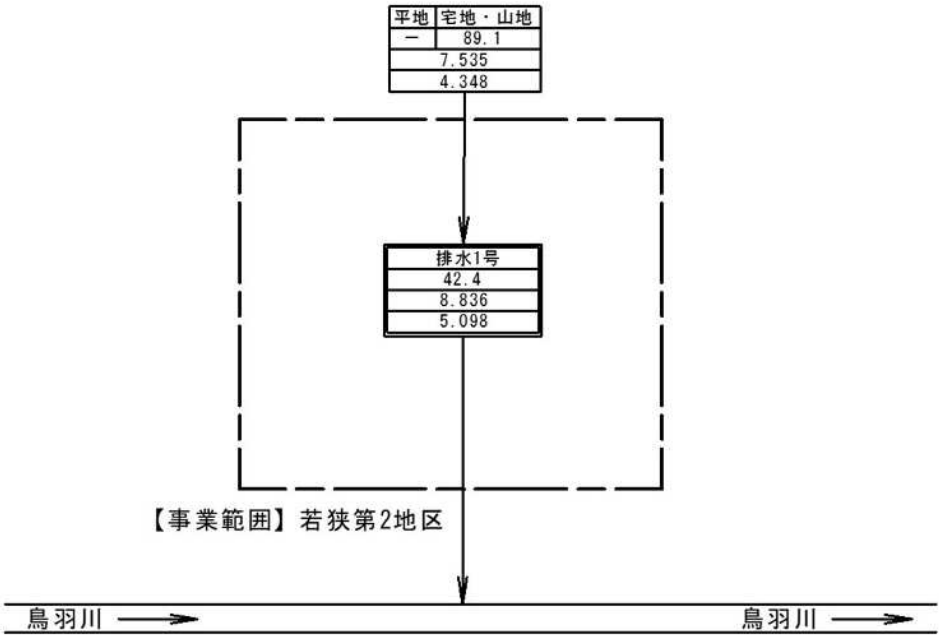 平地 宅地・山地
－ 89.1
7.535
4.348
排水1号
42.4
8.836
5.098
【事業範囲】若狭第2地区
鳥羽川 鳥羽川